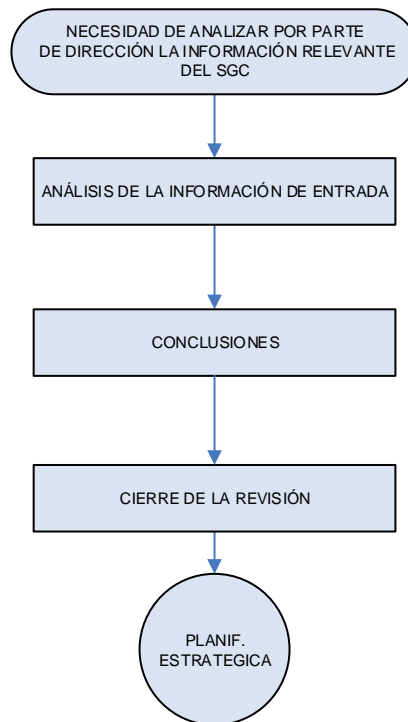 NECESIDAD DE ANALIZAR POR PARTE
DE DIRECCIÓN LA INFORMACIÓN RELEVANTE
DEL SGC
ANÁLISIS DE LA INFORMACIÓN DE ENTRADA
CONCLUSIONES
CIERRE DE LA REVISIÓN
PLANIF.
ESTRATEGICA